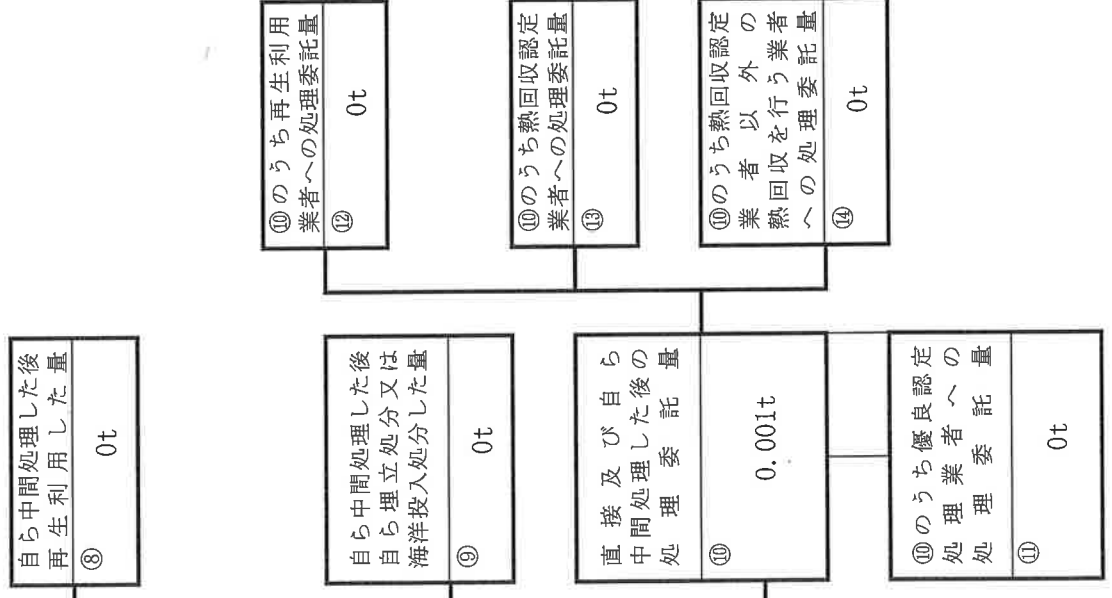 自ら中間処理した後
再生利用した量
⑧
0t
自ら中間処理した後
自ら埋立処分又は
海洋投入処分した量
⑨
0t
直接及び自ら
中間処理した後の
処理委託量
⑩
0.001t
⑩のうち優良認定
処理業者への
処理委託量
⑪
0t
⑩のうち再生利用
業者への処理委託量
⑫
0t
⑩のうち熱回収認定
業者への処理委託量
⑬
0t
⑩のうち熱回収認定
業者以外の
熱回収を行う業者
への処理委託量
⑭
0t